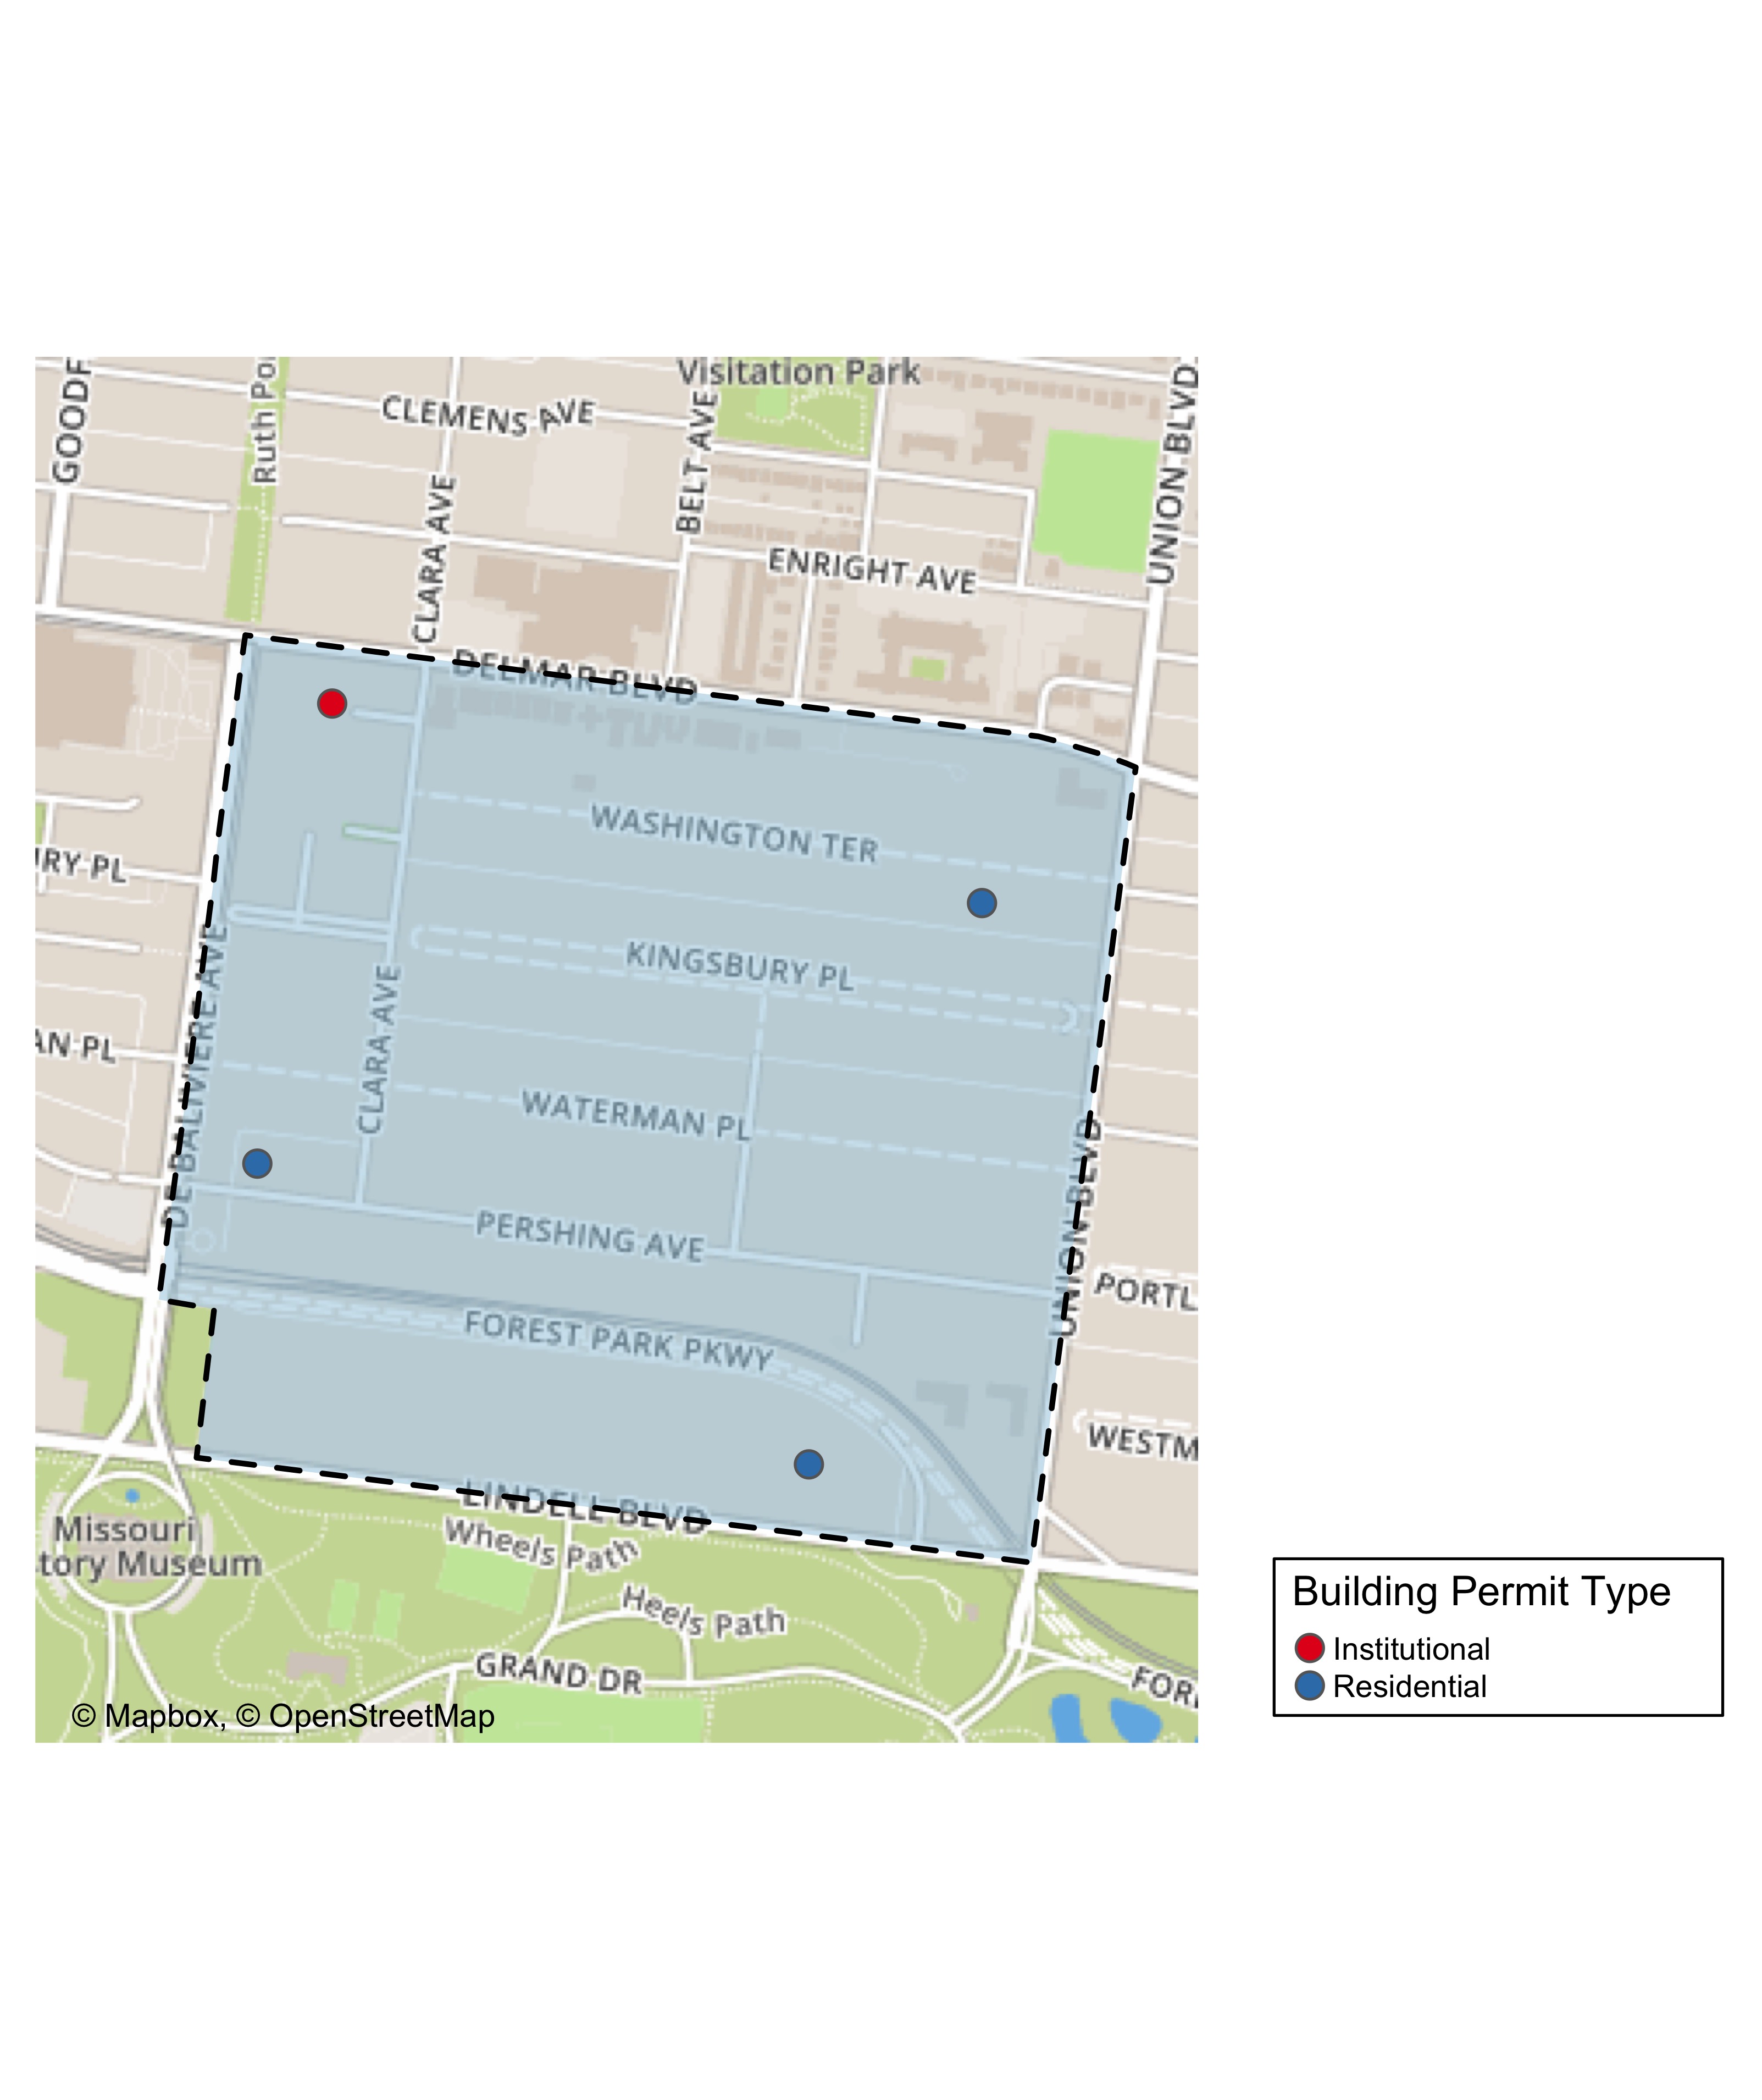 Visitation Park
GOODF
Ruth Po
CLEMENS AVE
BELT AVE
UNION BLVD
CLARA AVE
ENRIGHT AVE
DELMAR BLVD
WASHINGTON TER
URY PL
KINGSBURY PL
DE BALIVIERE AVE
CLARA AVE
AN PL
WATERMAN PL
UNION BLVD
PERSHING AVE
PORTL
FOREST PARK PKWY
WESTM
LINDELL BLVD
Missouri
tory Museum
Wheels Path
Heels Path
GRAND DR
FOR
© Mapbox, © OpenStreetMap
Building Permit Type
Institutional
Residential